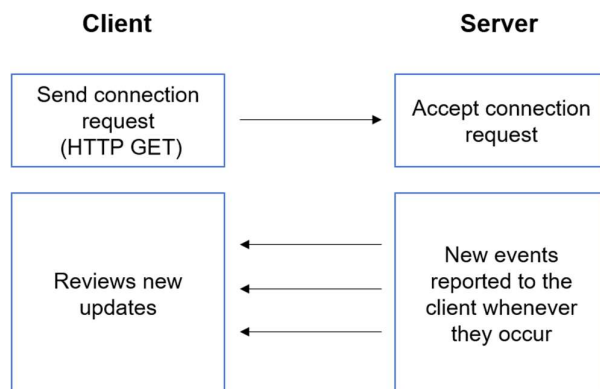 Client
Server
Send connection
request
(HTTP GET)
Accept connection
request
Reviews new
updates
New events
reported to the
client whenever
they occur